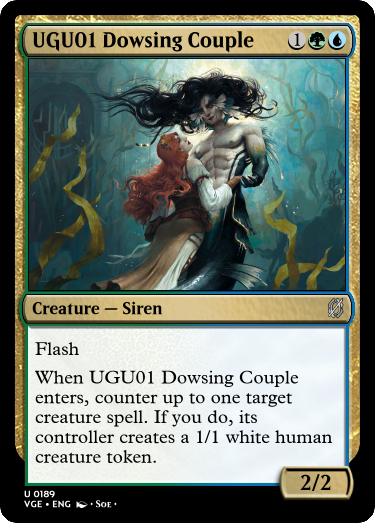 UGU01 Dowsing Couple 1
Creature — Siren
Flash
When UGU01 Dowsing Couple
enters, counter up to one target
creature spell. If you do, its
controller creates a 1/1 white human
creature token.
2/2
U 0189
VGE • ENG • Soe •